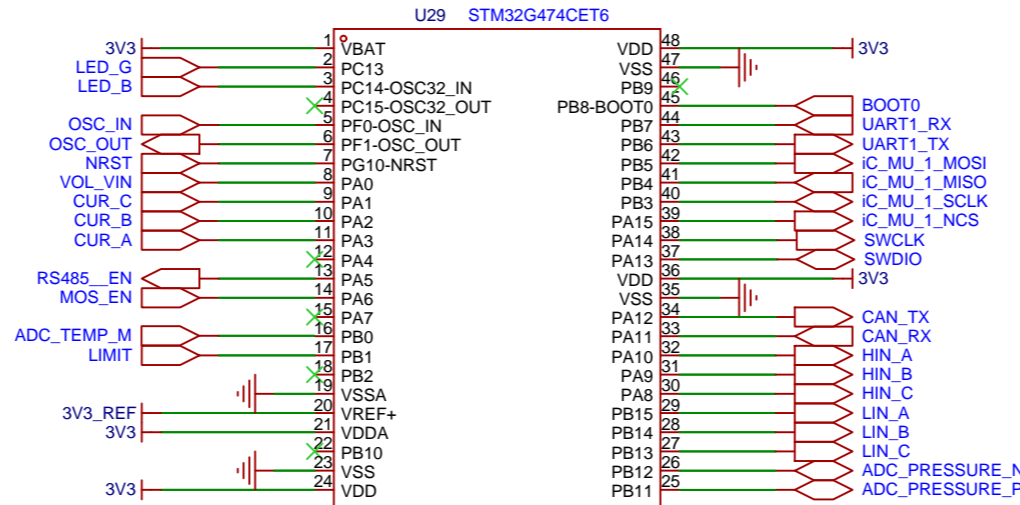 U29 STM32G474CET6
3V3 1 VBAT VDD 48 3V3
LED_G 2 PC13 VSS 47
LED_B 3 PC14-OSC32_IN PB9 46
4 PC15-OSC32_OUT PB8-BOOT0 45 BOOT0
OSC_IN 5 PF0-OSC_IN PB7 44 UART1_RX
OSC_OUT 6 PF1-OSC_OUT PB6 43 UART1_TX
NRST 7 PG10-NRST PB5 42 iC_MU_1_MOSI
VOL_VIN 8 PA0 PB4 41 iC_MU_1_MISO
CUR_C 9 PA1 PB3 40 iC_MU_1_SCLK
CUR_B 10 PA2 PA15 39 iC_MU_1_NCS
CUR_A 11 PA3 PA14 38 SWCLK
12 PA4 PA13 37 SWDIO
RS485__EN 13 PA5 VDD 36 3V3
MOS_EN 14 PA6 VSS 35
15 PA7 PA12 34 CAN_TX
ADC_TEMP_M 16 PB0 PA11 33 CAN_RX
LIMIT 17 PB1 PA10 32 HIN_A
18 PB2 PA9 31 HIN_B
19 VSSA PA8 30 HIN_C
3V3_REF 20 VREF+ PB15 29 LIN_A
3V3 21 VDDA PB14 28 LIN_B
22 PB10 PB13 27 LIN_C
23 VSS PB12 26 ADC_PRESSURE_N
3V3 24 VDD PB11 25 ADC_PRESSURE_P